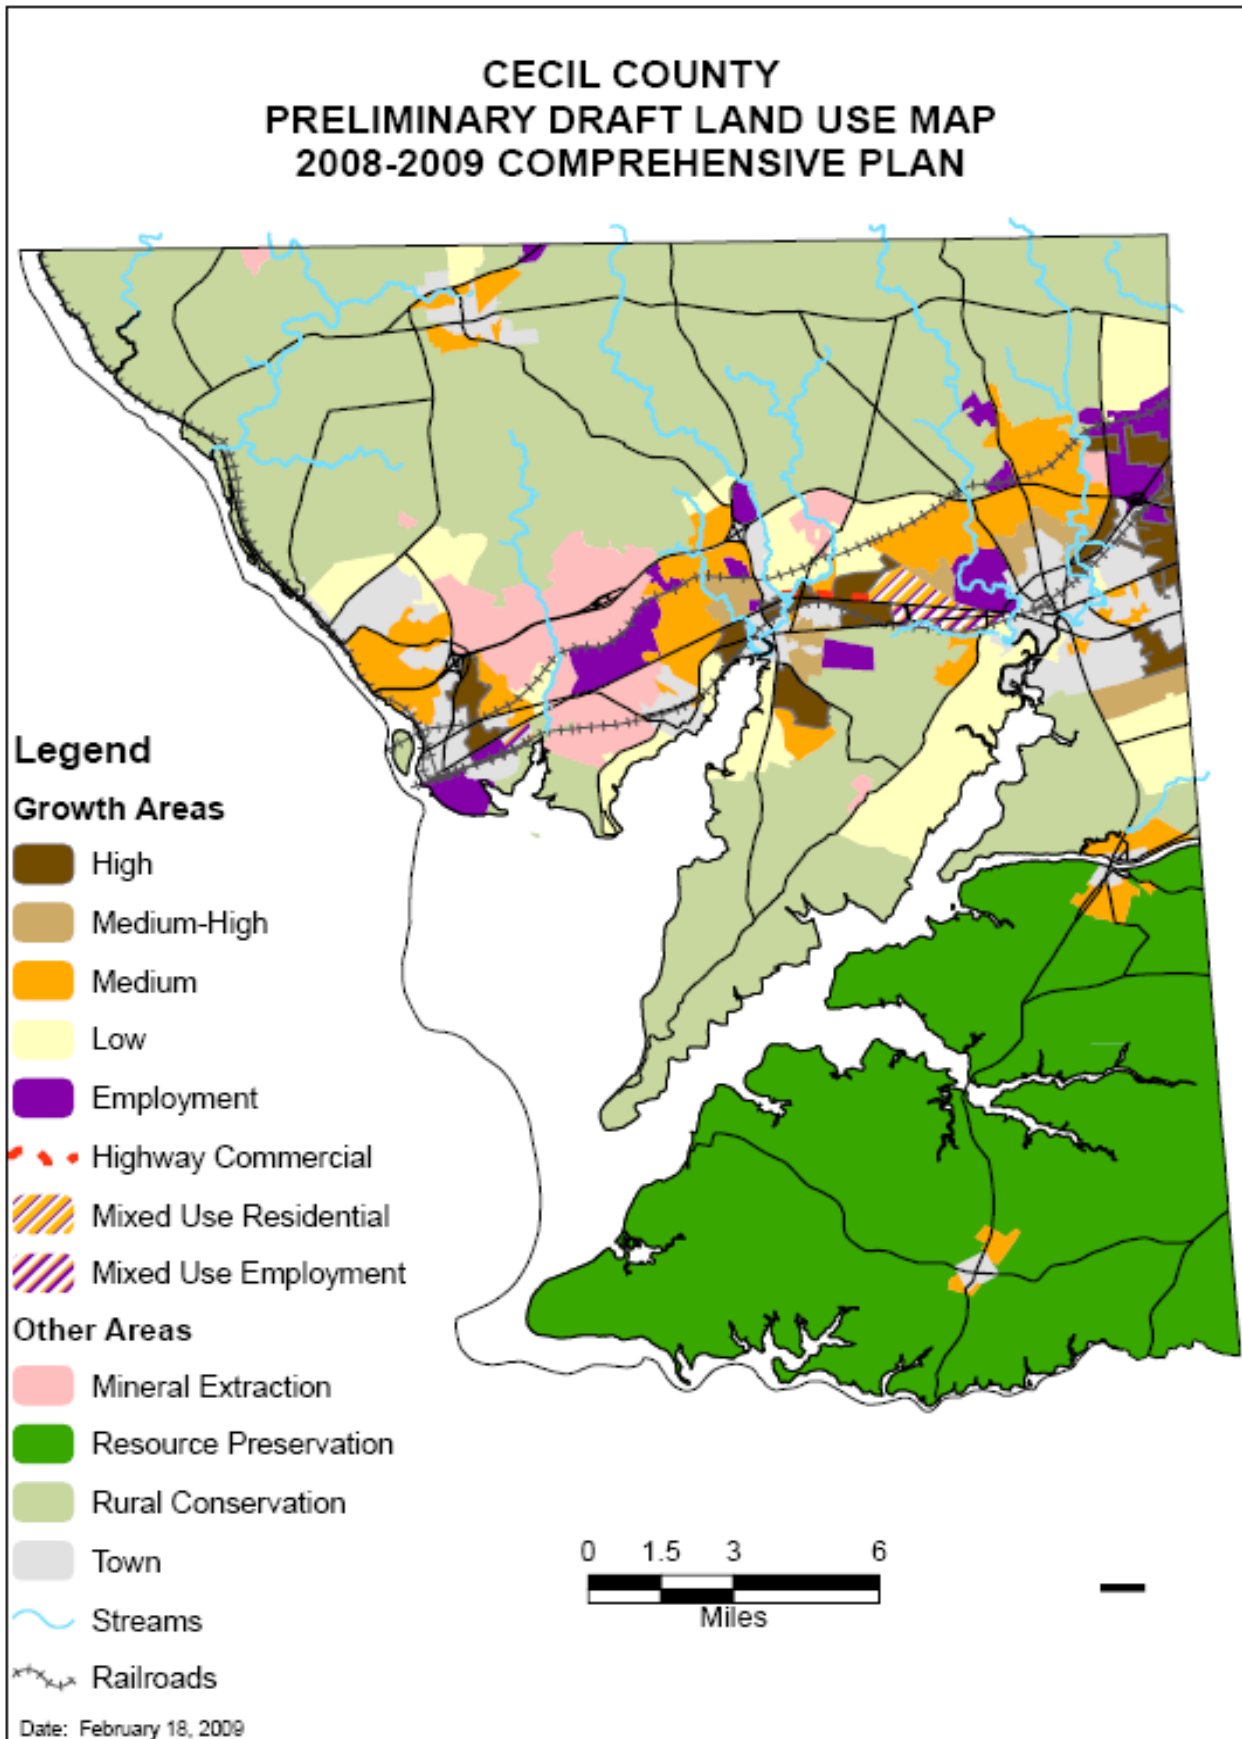 CECIL COUNTY
PRELIMINARY DRAFT LAND USE MAP
2008-2009 COMPREHENSIVE PLAN
Legend
Growth Areas
High
Medium-High
Medium
Low
Employment
Highway Commercial
Mixed Use Residential
Mixed Use Employment
Other Areas
Mineral Extraction
Resource Preservation
Rural Conservation
Town
Streams
Railroads
Date: February 18, 2009
0 1.5 3 6
Miles